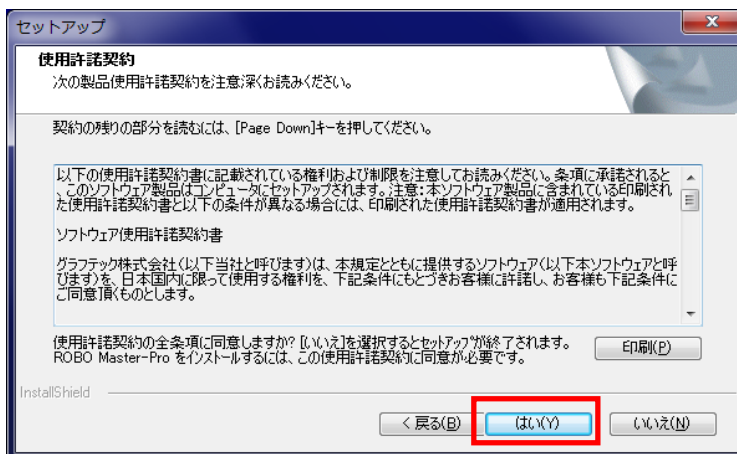 セットアップ
使用許諾契約
次の製品使用許諾契約を注意深くお読みください。
契約の残りの部分を読むには、[Page Down]キーを押してください。
以下の使用許諾契約書に記載されている権利および制限を注意してお読みください。条項に承諾されると
、このソフトウェア製品はコンピュータにセットアップされます。注意:本ソフトウェア製品に含まれている印刷され
た使用許諾契約書と以下の条件が異なる場合には、印刷された使用許諾契約書が適用されます。
ソフトウェア使用許諾契約書
グラフテック株式会社(以下当社と呼びます)は、本規定とともに提供するソフトウェア(以下本ソフトウェアと呼
びます)を、日本国内に限って使用する権利を、下記条件にもとづきお客様に許諾し、お客様も下記条件に
ご同意頂くものとします。
使用許諾契約の全条項に同意しますか? [いいえ]を選択するとセットアップが終了されます。
ROBO Master-Pro をインストールするには、この使用許諾契約に同意が必要です。
印刷(P)
InstallShield
< 戻る(B)
はい(Y)
いいえ(N)